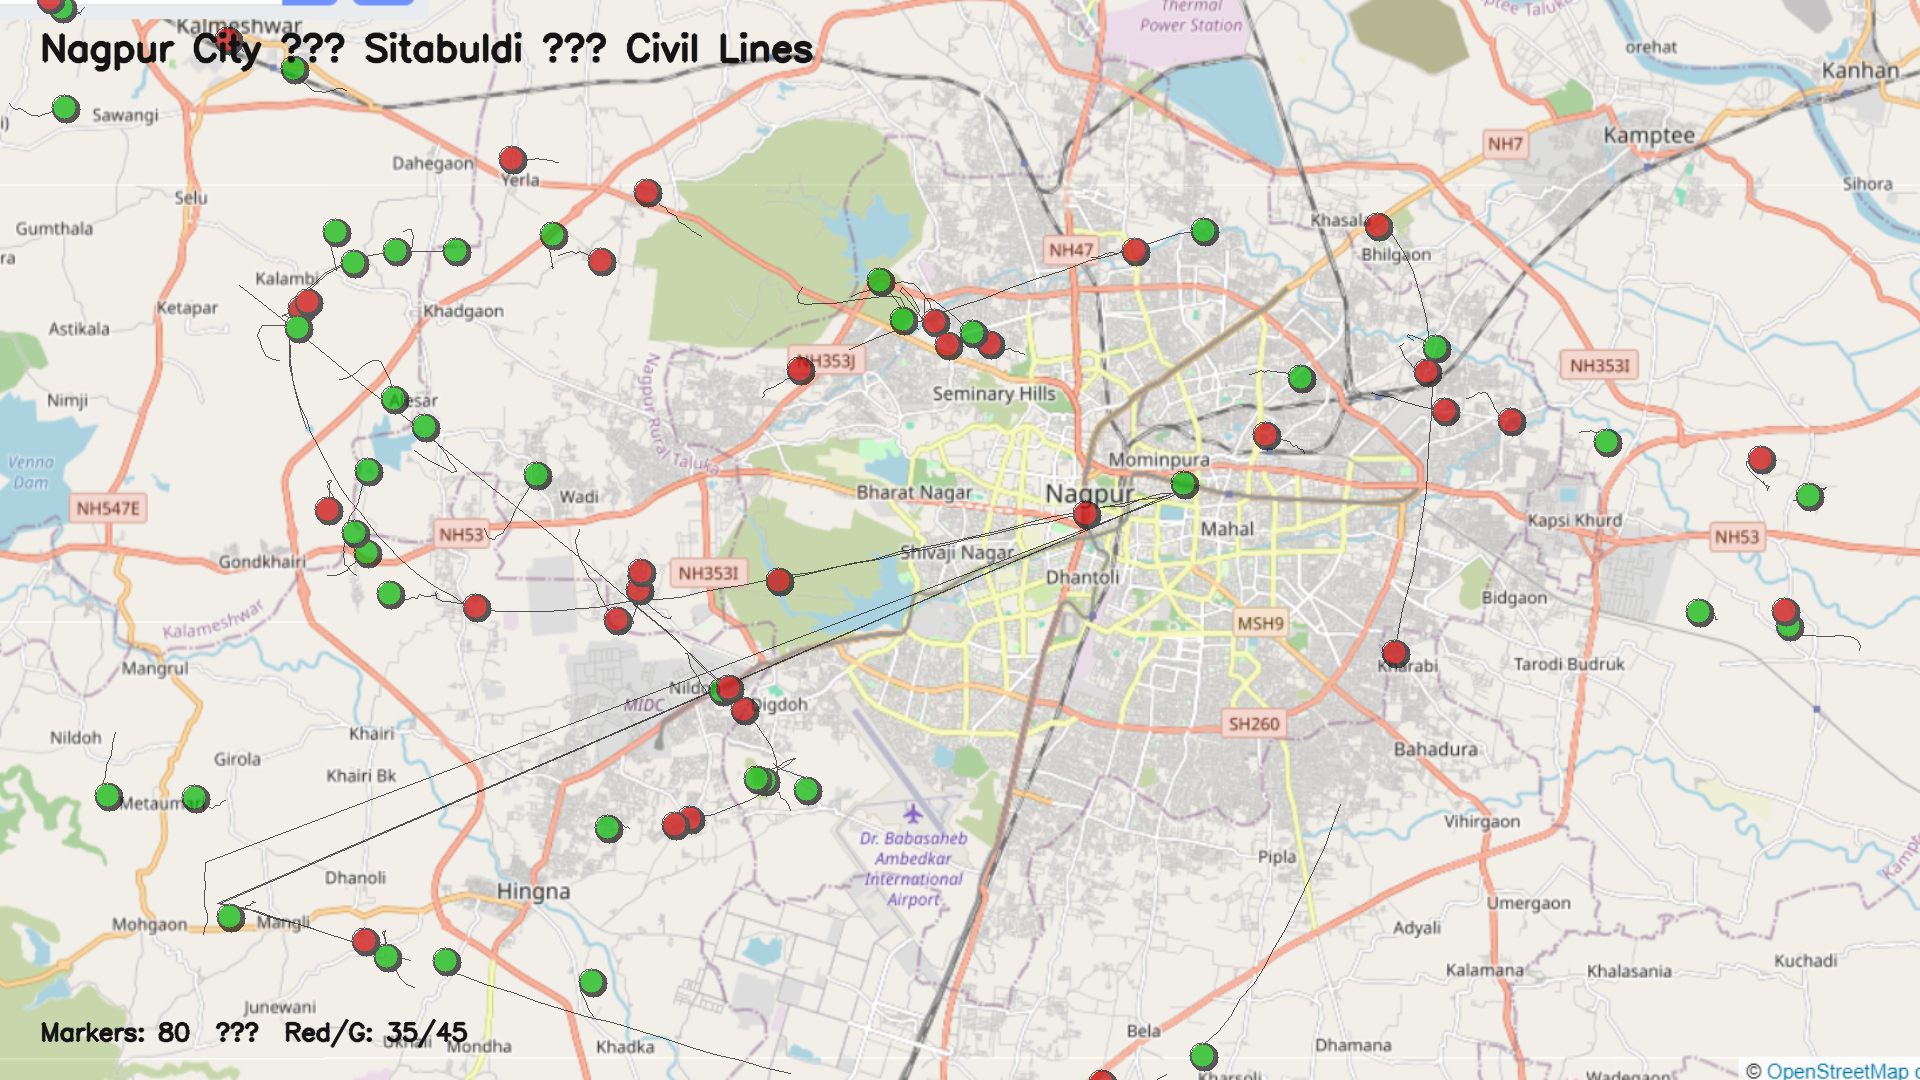 Thermal
Power Station
Kalmeshwar
Nagpur City ??? Sitabuldi ??? Civil Lines
orehat
Kanhan
Sawangi
Kamptee
NH7
Dahegaon
Yerla
Sihora
Selu
Gumthala
Khasala
NH47
Bhilgaon
Kalambi
Ketapar
Khadgaon
Astikala
NH353J
NH353I
Nagpur Rural Taluka
Seminary Hills
Nimji
Alesar
Mominpura
Venna
Dam
Bharat Nagar
Nagpur
Wadi
NH547E
NH53
Mahal
Kapsi Khurd
NH53
Shivaji Nagar
Gondkhairi
NH353I
Dhantoli
Bidgaon
Kalameshwar
MSH9
Mangrul
Kharabi
Tarodi Budruk
MIDC
Digdoh
SH260
Nildoh
Khairi
Bahadura
Girola
Khairi Bk
Metaumari
Dr. Babasaheb
Ambedkar
International
Airport
Vihirgaon
Pipla
Dhanoli
Hingna
Umergaon
Mohgaon
Mangli
Adyali
Kalamana
Khalasania
Kuchadi
Junewani
Markers: 80 ??? Red/G: 35/45
Mondha
Khadka
Bela
Dhamana
Kharsoli
Wadegaon
© OpenStreetMap